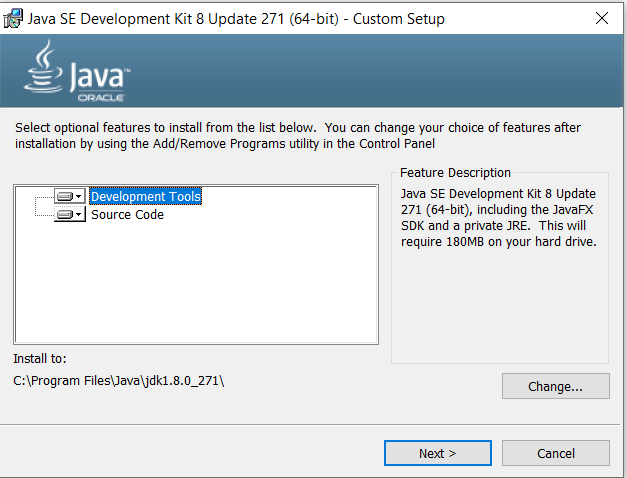 Java SE Development Kit 8 Update 271 (64-bit) - Custom Setup
Java™
ORACLE
Select optional features to install from the list below.  You can change your choice of features after
installation by using the Add/Remove Programs utility in the Control Panel
Development Tools
Source Code
Feature Description
Java SE Development Kit 8 Update
271 (64-bit), including the JavaFX
SDK and a private JRE.  This will
require 180MB on your hard drive.
Install to:
C:\Program Files\Java\jdk1.8.0_271\
Change...
Next >
Cancel